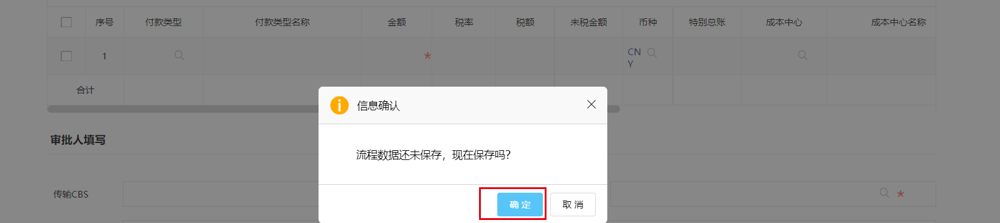 序号 付款类型 付款类型名称 金额 税率 税额 未税金额 币种 特别总账 成本中心 成本中心名称
1 * CN
Y
合计
信息确认
审批人填写
流程数据还未保存，现在保存吗?
传输CBS *
确定 取消